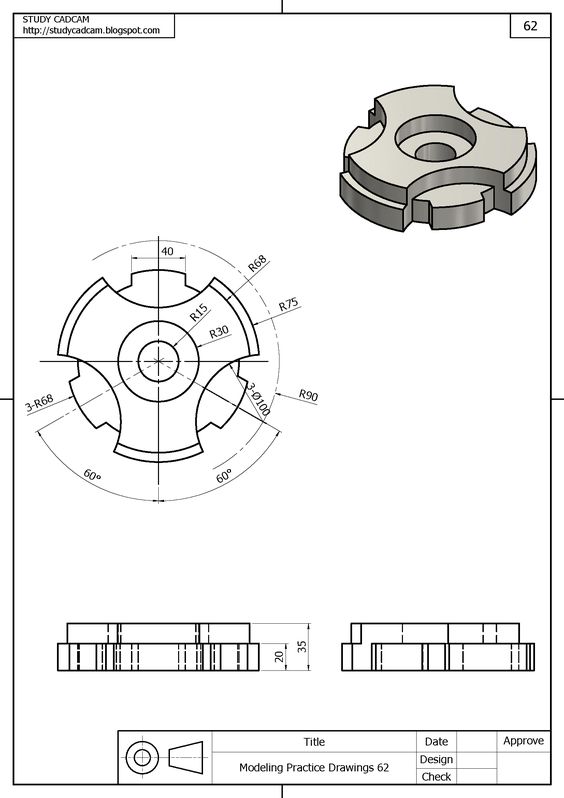 STUDY CADCAM
http://studycadcam.blogspot.com
62
40
R68
R75
R15
R30
3-Ø100
R90
3-R68
60°
60°
20
35
Title
Date
Approve
Modeling Practice Drawings 62
Design
Check